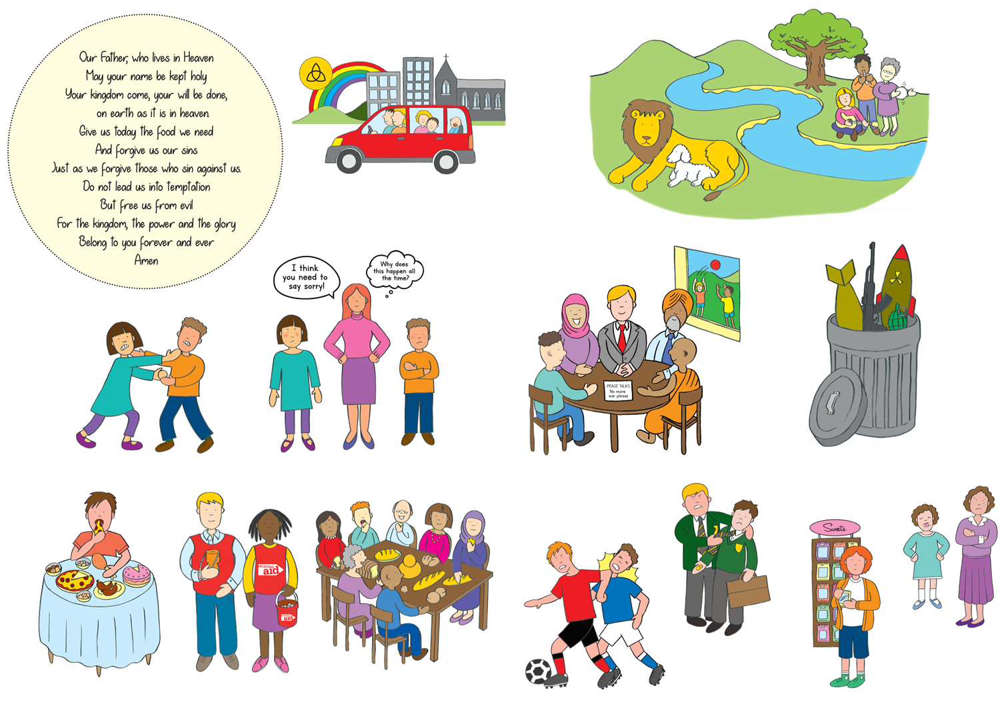 Our Father, who lives in Heaven
May your name be kept holy
Your kingdom come, your will be done,
on earth as it is in heaven.
Give us today the food we need
And forgive us our sins
Just as we forgive those who sin against us.
Do not lead us into temptation
But free us from evil
For the kingdom, the power and the glory
Belong to you forever and ever
Amen
I think
you need to
say sorry!
Why does
this happen all
the time?
PEACE TALKS
No more
war please
christian
aid
aid
Sweets